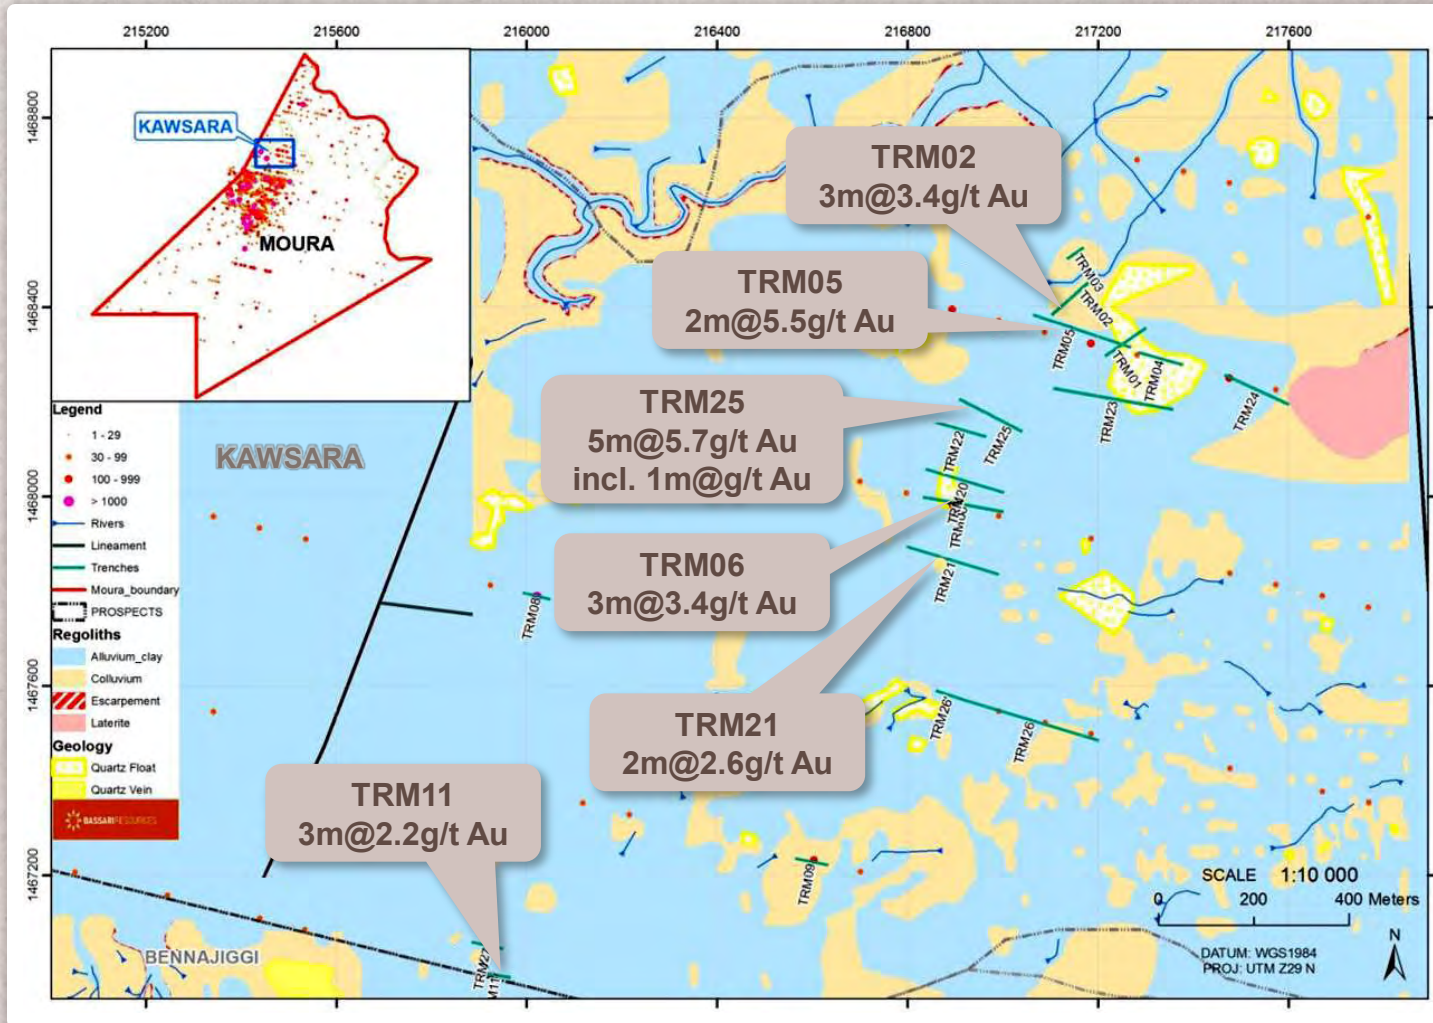 215200 215600 216000 216400 216800 217200 217600
1468800
1468400
1468000
1467600
1467200
KAWSARA
MOURA
TRM02
3m@3.4g/t Au
TRM05
2m@5.5g/t Au
TRM25
5m@5.7g/t Au
incl. 1m@g/t Au
TRM06
3m@3.4g/t Au
TRM21
2m@2.6g/t Au
TRM11
3m@2.2g/t Au
TRM03
TRM02
TRM05
TRM01
TRM04
TRM23
TRM24
TRM22
TRM25
TRM20
TRM21
TRM08
TRM26'
TRM26
TRM09
TRM27
KAWSARA
BENNAJIGGI
Legend
1 - 29
30 - 99
100 - 999
> 1000
Rivers
Lineament
Trenches
Moura_boundary
PROSPECTS
Regoliths
Alluvium_clay
Colluvium
Escarpement
Laterite
Geology
Quartz Float
Quartz Vein
BASSARI RESOURCES
SCALE 1:10 000
0 200 400 Meters
DATUM: WGS1984
PROJ: UTM Z29 N
N